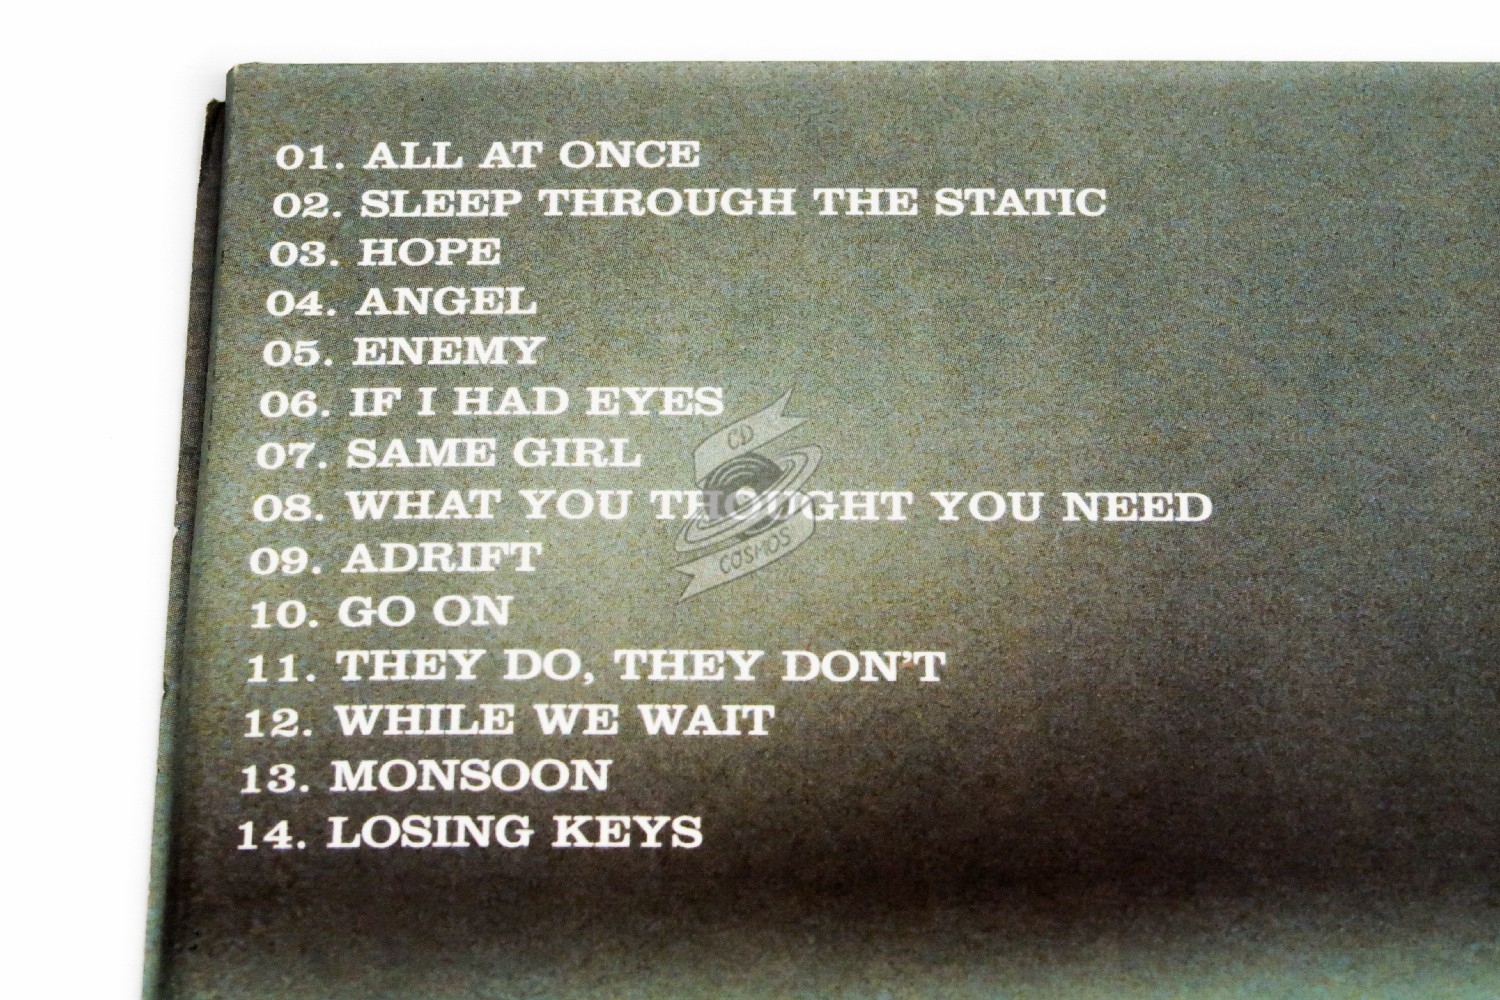 01. ALL AT ONCE
02. SLEEP THROUGH THE STATIC
03. HOPE
04. ANGEL
05. ENEMY
06. IF I HAD EYES
07. SAME GIRL
08. WHAT YOU THOUGHT YOU NEED
09. ADRIFT
10. GO ON
11. THEY DO, THEY DON'T
12. WHILE WE WAIT
13. MONSOON
14. LOSING KEYS
CD
COSMOS